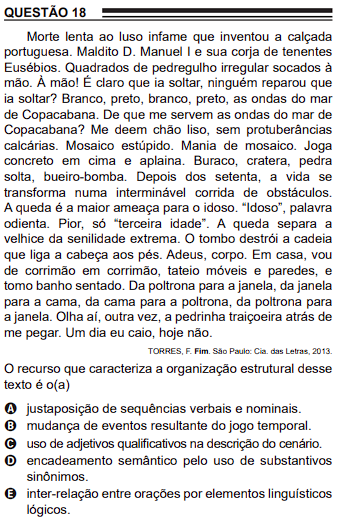 QUESTÃO 18
Morte lenta ao luso infame que inventou a calçada
portuguesa. Maldito D. Manuel I e sua corja de tenentes
Eusébios. Quadrados de pedregulho irregular socados à
mão. À mão! É claro que ia soltar, ninguém reparou que
ia soltar? Branco, preto, branco, preto, as ondas do mar
de Copacabana. De que me servem as ondas do mar de
Copacabana? Me deem chão liso, sem protuberâncias
calcárias. Mosaico estúpido. Mania de mosaico. Joga
concreto em cima e aplaina. Buraco, cratera, pedra
solta, bueiro-bomba. Depois dos setenta, a vida se
transforma numa interminável corrida de obstáculos.
A queda é a maior ameaça para o idoso. “Idoso”, palavra
odienta. Pior, só “terceira idade”. A queda separa a
velhice da senilidade extrema. O tombo destrói a cadeia
que liga a cabeça aos pés. Adeus, corpo. Em casa, vou
de corrimão em corrimão, tateio móveis e paredes, e
tomo banho sentado. Da poltrona para a janela, da janela
para a cama, da cama para a poltrona, da poltrona para
a janela. Olha aí, outra vez, a pedrinha traiçoeira atrás de
me pegar. Um dia eu caio, hoje não.
TORRES, F. Fim. São Paulo: Cia. das Letras, 2013.
O recurso que caracteriza a organização estrutural desse
texto é o(a)
A justaposição de sequências verbais e nominais.
B mudança de eventos resultante do jogo temporal.
C uso de adjetivos qualificativos na descrição do cenário.
D encadeamento semântico pelo uso de substantivos
sinônimos.
E inter-relação entre orações por elementos linguísticos
lógicos.